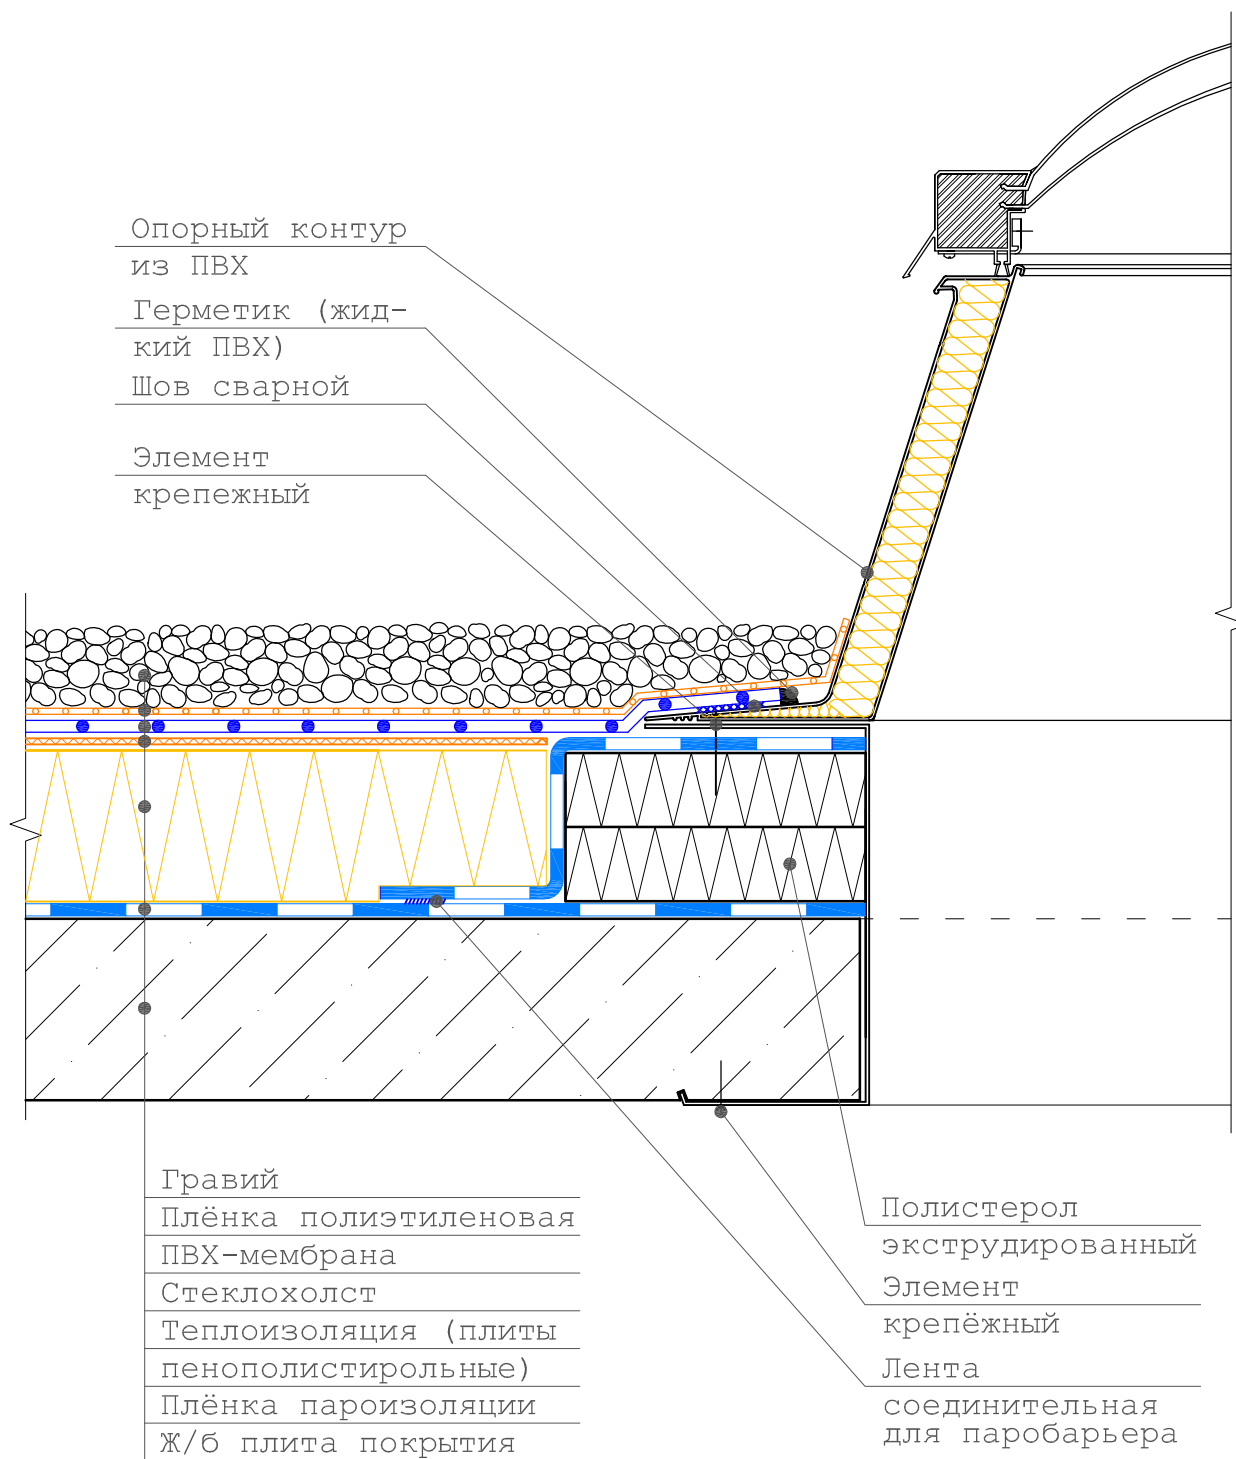 Опорный контур
из ПВХ
Герметик (жид-
кий ПВХ)
Шов сварной
Элемент
крепежный
Гравий
Плёнка полиэтиленовая
ПВХ-мембрана
Стеклохолст
Теплоизоляция (плиты
пенополистирольные)
Плёнка пароизоляции
Ж/б плита покрытия
Полистерол
экструдированный
Элемент
крепёжный
Лента
соединительная
для паробарьера